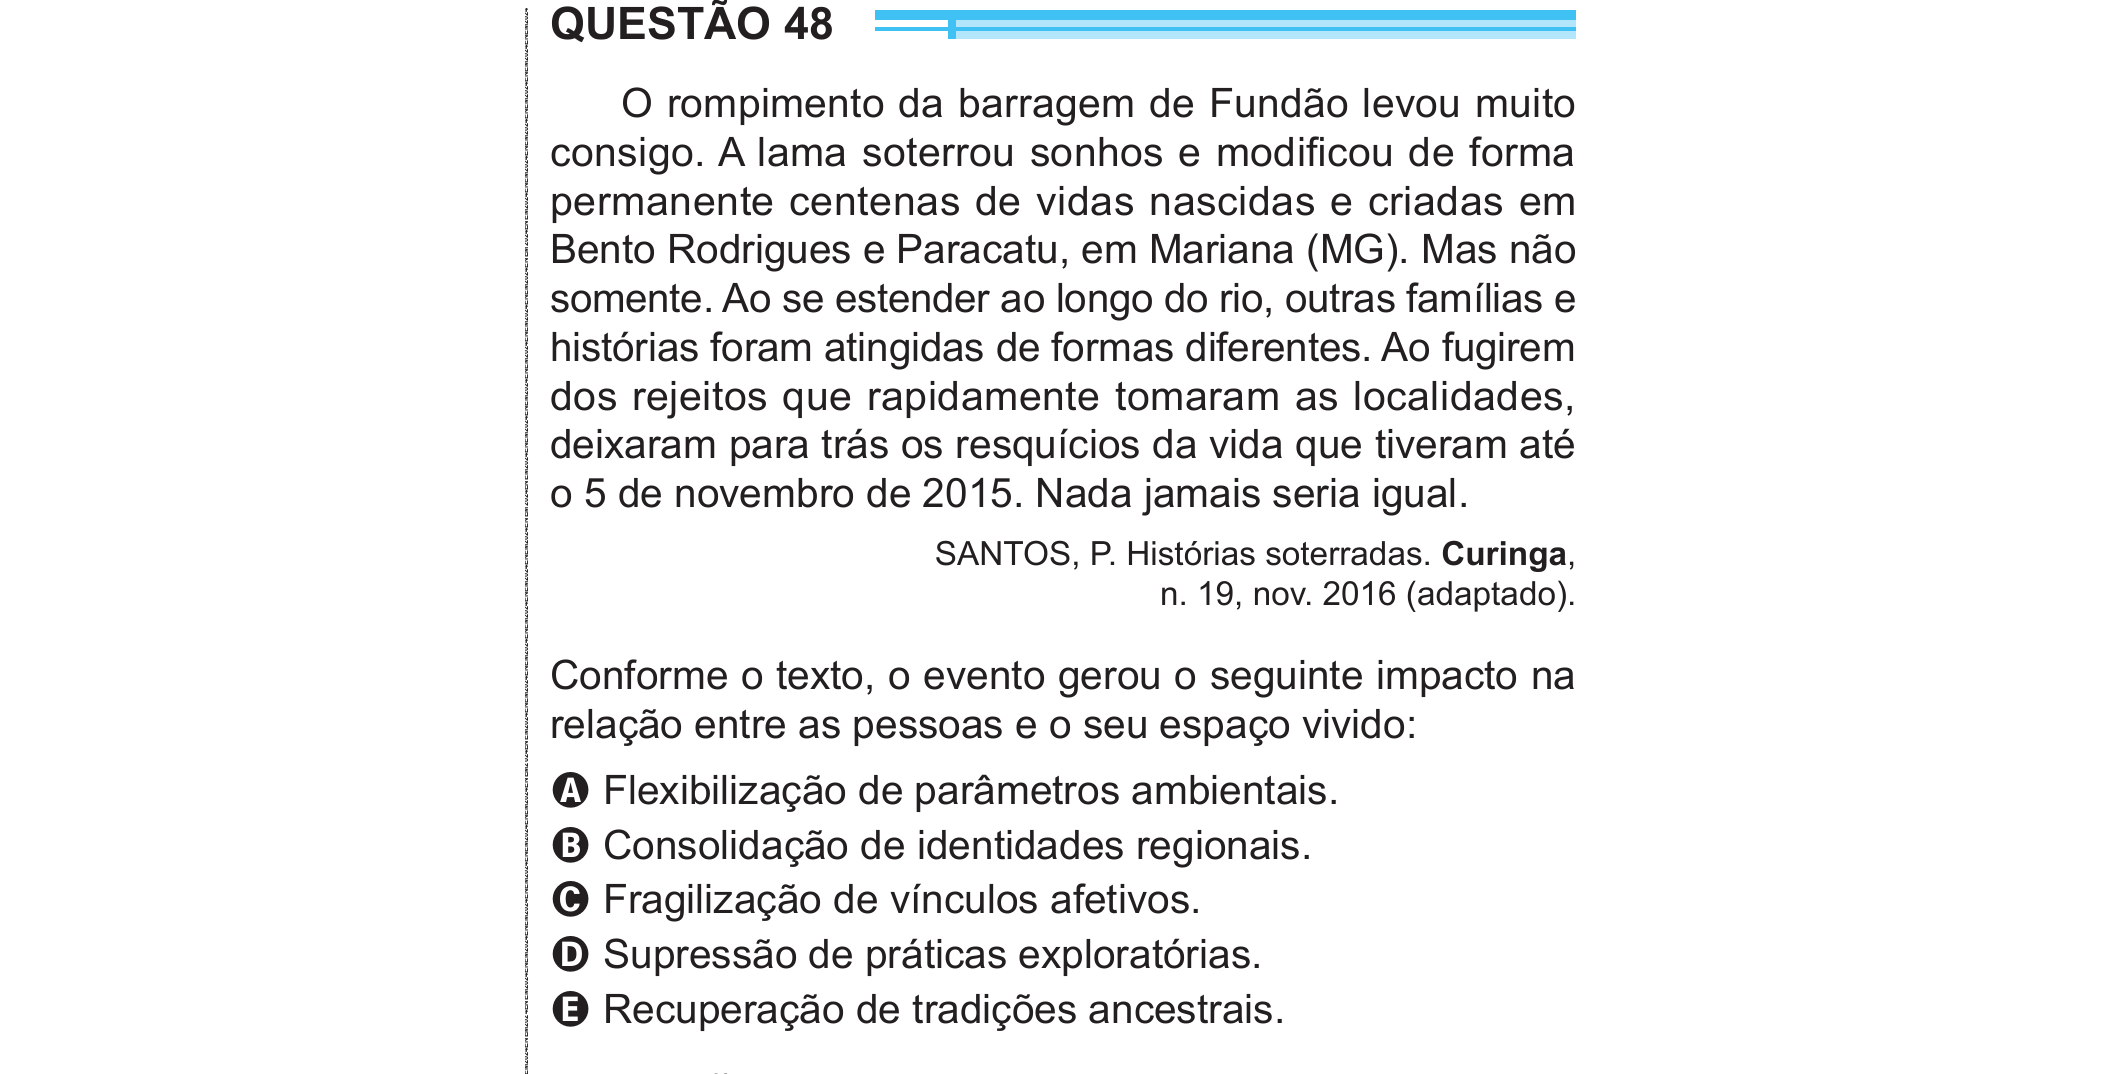 QUESTÃO 48
O rompimento da barragem de Fundão levou muito
consigo. A lama soterrou sonhos e modificou de forma
permanente centenas de vidas nascidas e criadas em
Bento Rodrigues e Paracatu, em Mariana (MG). Mas não
somente. Ao se estender ao longo do rio, outras famílias e
histórias foram atingidas de formas diferentes. Ao fugirem
dos rejeitos que rapidamente tomaram as localidades,
deixaram para trás os resquícios da vida que tiveram até
o 5 de novembro de 2015. Nada jamais seria igual.
SANTOS, P. Histórias soterradas. Curinga,
n. 19, nov. 2016 (adaptado).
Conforme o texto, o evento gerou o seguinte impacto na
relação entre as pessoas e o seu espaço vivido:
A Flexibilização de parâmetros ambientais.
B Consolidação de identidades regionais.
C Fragilização de vínculos afetivos.
D Supressão de práticas exploratórias.
E Recuperação de tradições ancestrais.